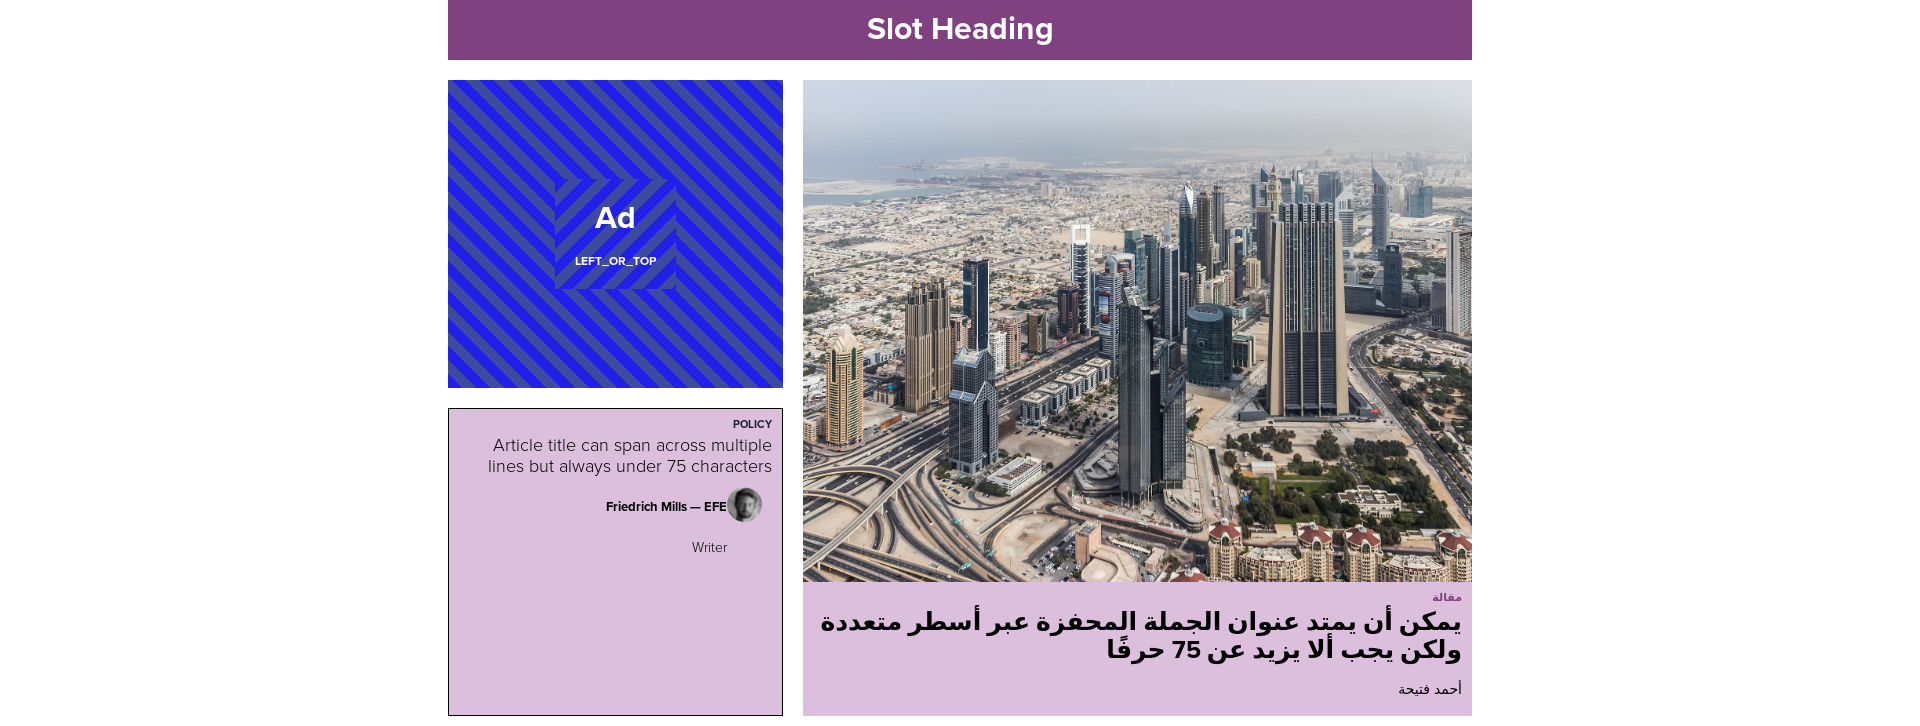 Slot Heading
Ad
LEFT_OR_TOP
POLICY
Article title can span across multiple
lines but always under 75 characters
Friedrich Mills — EFE
Writer
مقالة
يمكن أن يمتد عنوان الجملة المحفزة عبر أسطر متعددة
ولكن يجب ألا يزيد عن 75 حرفًا
أحمد فتيحة